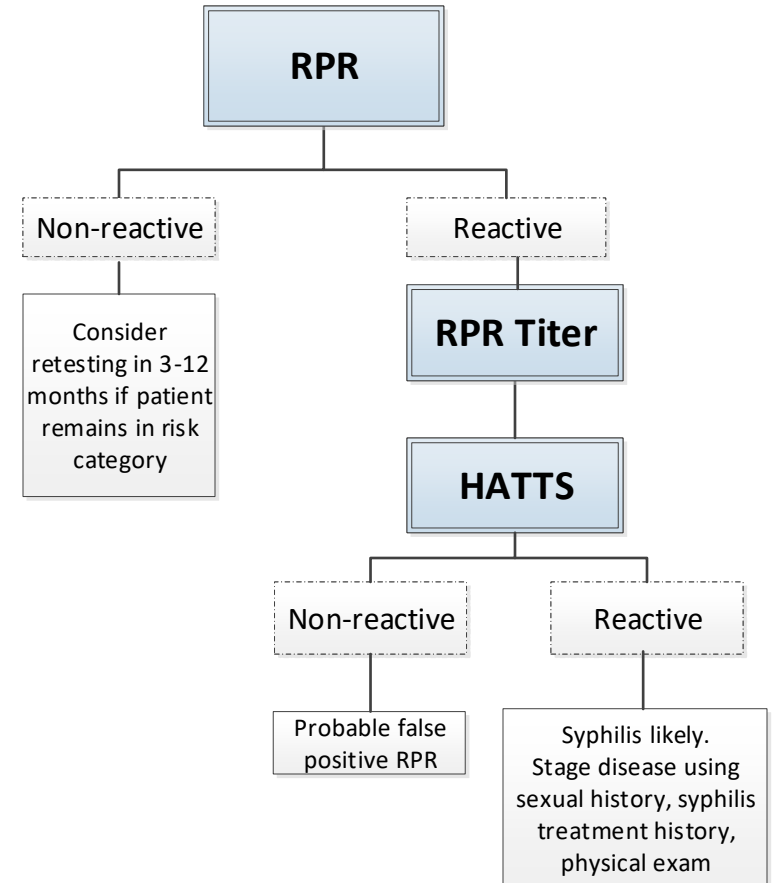 RPR
Non-reactive
Reactive
Consider
retesting in 3-12
months if patient
remains in risk
category
RPR Titer
HATTS
Non-reactive
Reactive
Probable false
positive RPR
Syphilis likely.
Stage disease using
sexual history, syphilis
treatment history,
physical exam